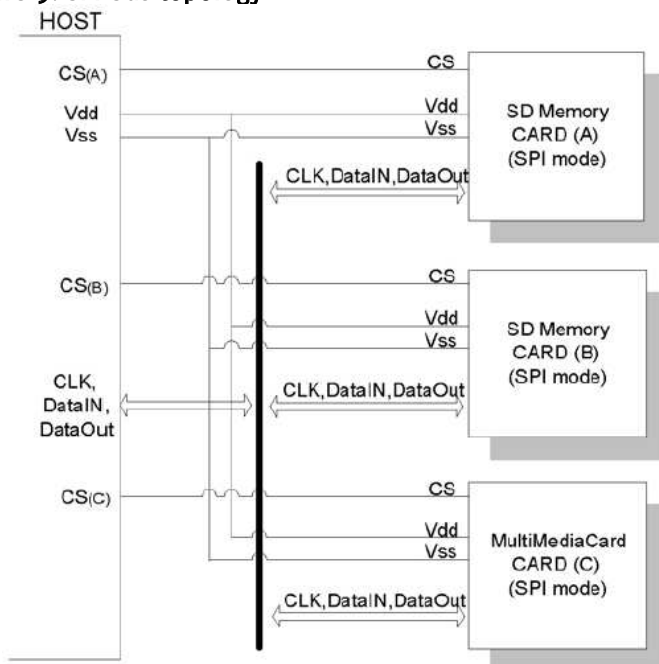 topology
HOST
CS(A)
CS
Vdd
Vdd
Vss
Vss
SD Memory
CARD (A)
(SPI mode)
CLK,DataIN,DataOut
CS(B)
CS
Vdd
Vss
SD Memory
CARD (B)
(SPI mode)
CLK,
DataIN,
DataOut
CLK,DataIN,DataOut
CS(C)
CS
Vdd
Vss
MultiMediaCard
CARD (C)
(SPI mode)
CLK,DataIN,DataOut